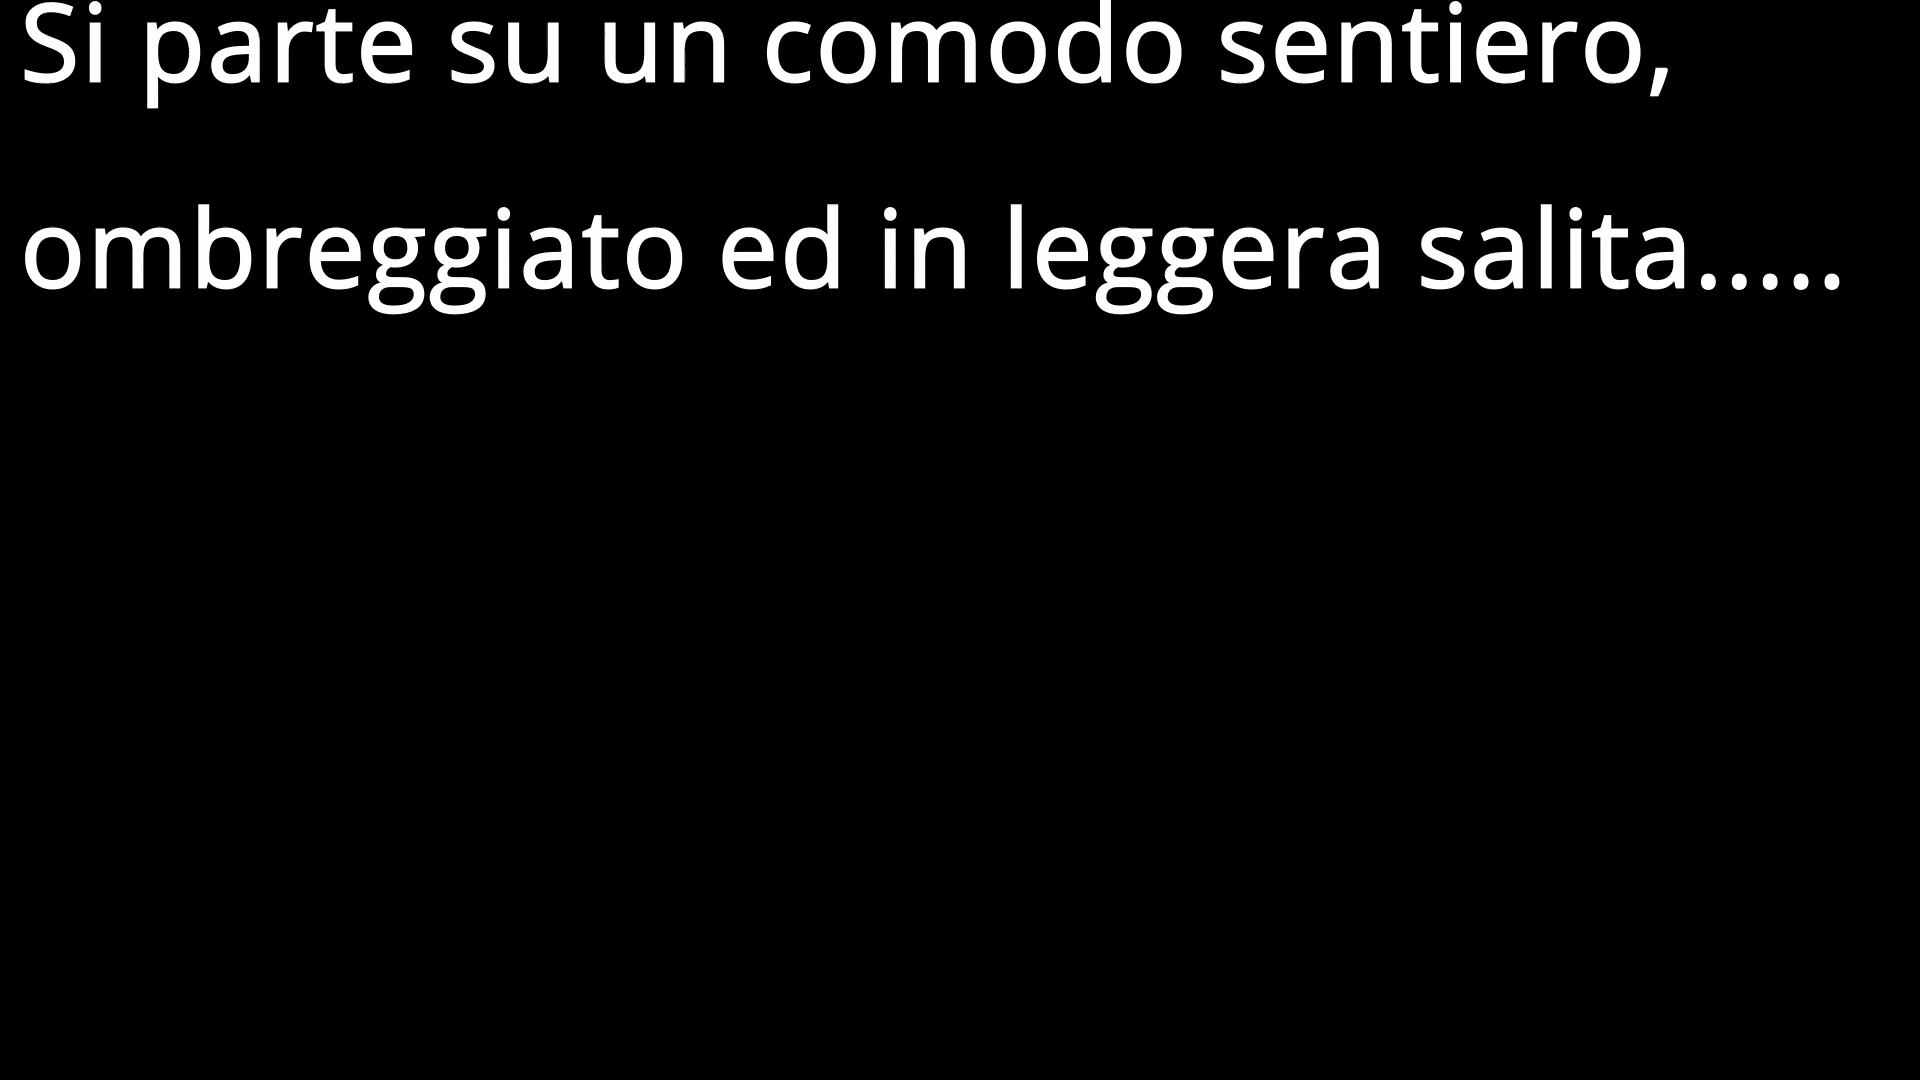 Si parte su un comodo sentiero,
ombreggiato ed in leggera salita.....